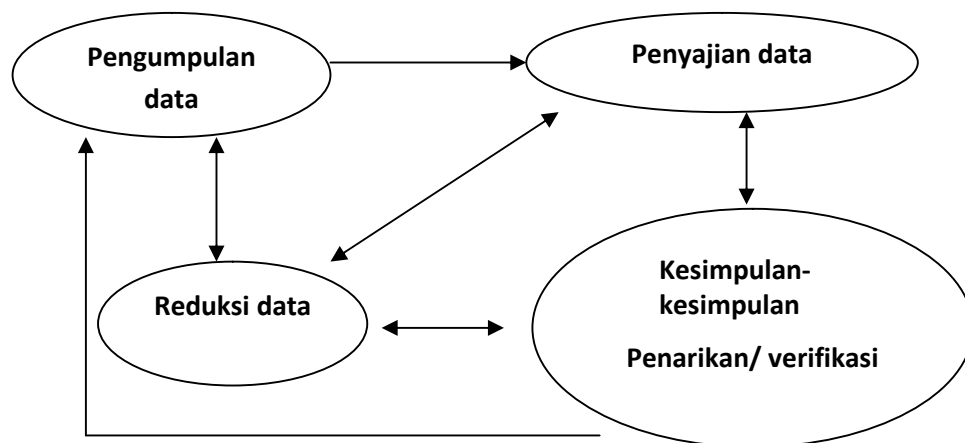 Pengumpulan
data
Penyajian data
Reduksi data
Kesimpulan-
kesimpulan
Penarikan/ verifikasi